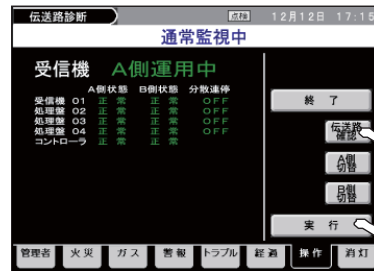 伝送路診断 点検 12月12日 17:15
通常監視中
受信機 A側運用中
A側状態 B側状態 分散連停
受信機 01 正常 正常 OFF
処理盤 02 正常 正常 OFF
処理盤 03 正常 正常 OFF
処理盤 04 正常 正常 OFF
コントローラ 正常 正常
終了
伝送路
確認
A側
切替
B側
切替
実行
管理者 火災 ガス 警報 トラブル 経過 操作 消灯